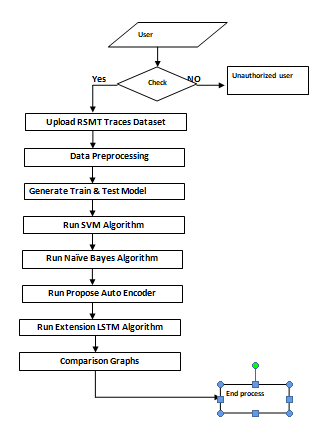 User
Check
Yes
NO
Unauthorized user
Upload RSMT Traces Dataset
Data Preprocessing
Generate Train & Test Model
Run SVM Algorithm
Run Naïve Bayes Algorithm
Run Propose Auto Encoder
Run Extension LSTM Algorithm
Comparison Graphs
End process